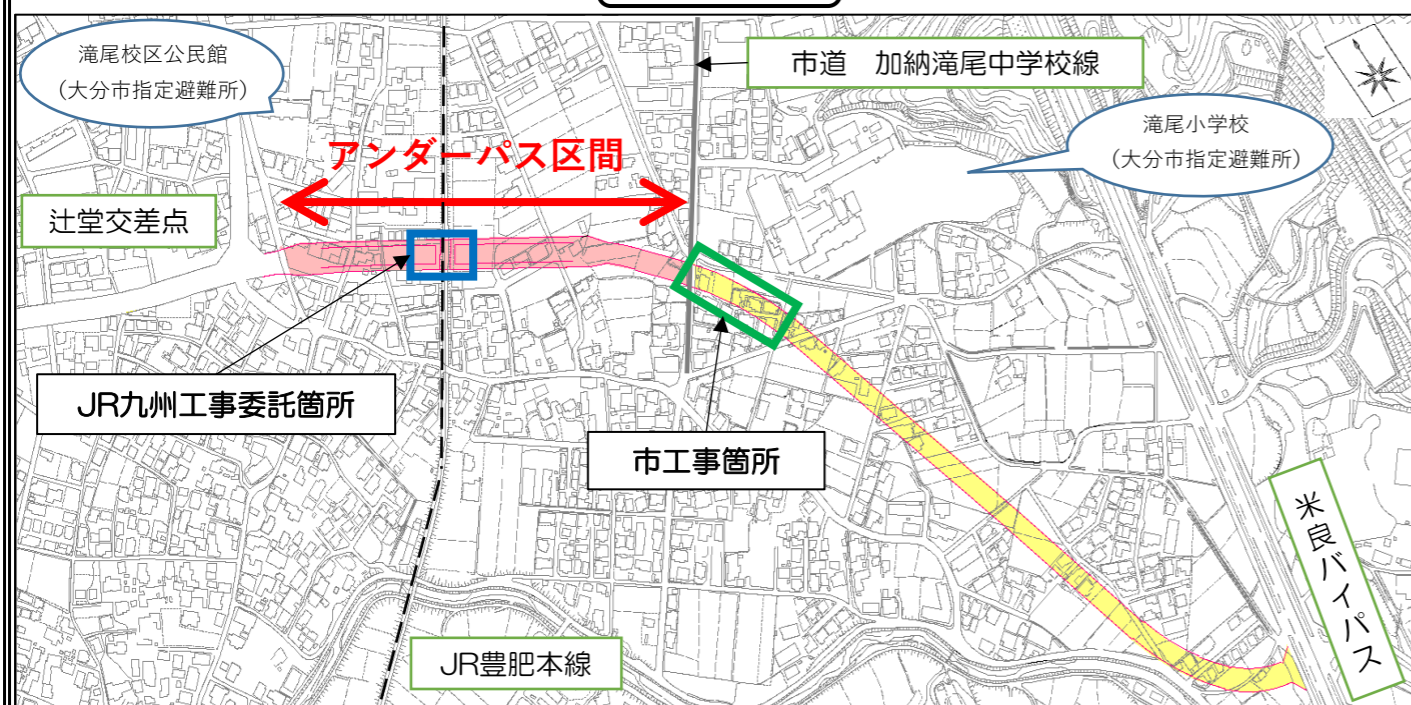 滝尾校区公民館
（大分市指定避難所）
市道　加納滝尾中学校線
滝尾小学校
（大分市指定避難所）
アンダーパス区間
辻堂交差点
JR九州工事委託箇所
市工事箇所
米良バイパス
JR豊肥本線